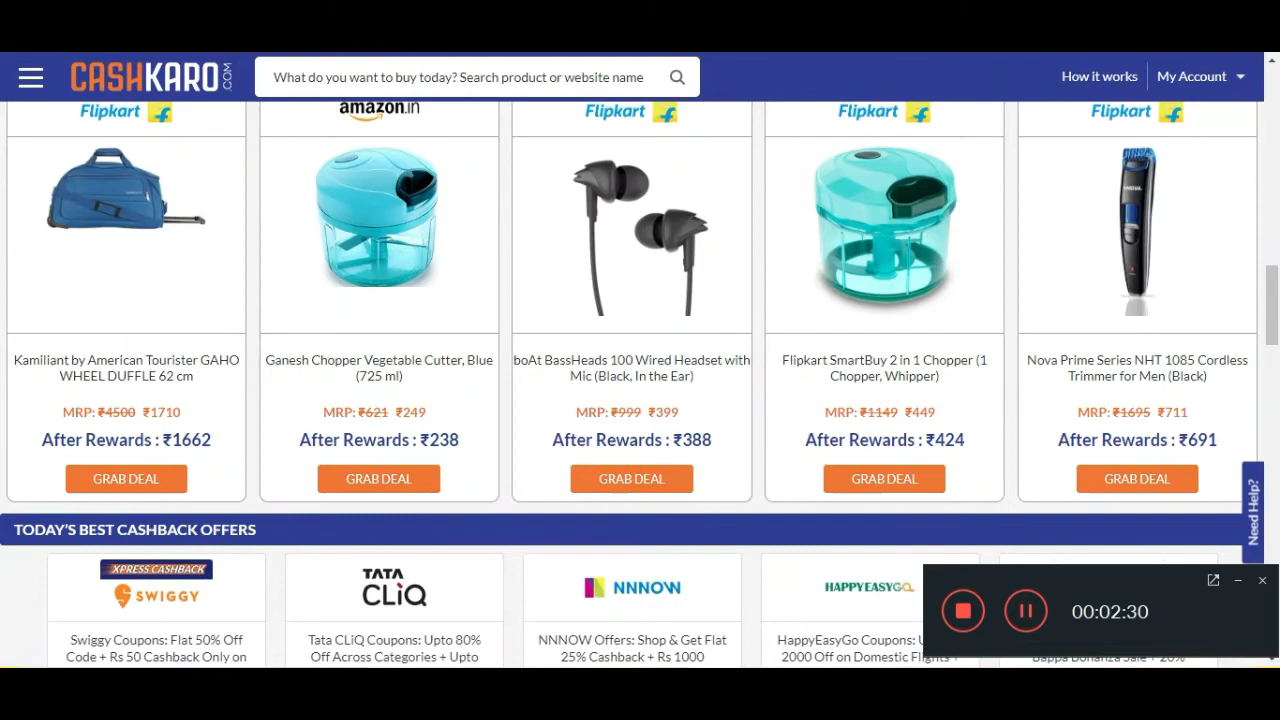 CASHKARO.COM
What do you want to buy today? Search product or website name
How it works
My Account
Flipkart
amazon.in
Flipkart
Flipkart
Flipkart
NOVA
Kamiliant by American Tourister GAHO
WHEEL DUFFLE 62 cm
MRP: ₹4500 ₹1710
After Rewards : ₹1662
GRAB DEAL
Ganesh Chopper Vegetable Cutter, Blue
(725 ml)
MRP: ₹621 ₹249
After Rewards : ₹238
GRAB DEAL
boAt BassHeads 100 Wired Headset with
Mic (Black, In the Ear)
MRP: ₹999 ₹399
After Rewards : ₹388
GRAB DEAL
Flipkart SmartBuy 2 in 1 Chopper (1
Chopper, Whipper)
MRP: ₹1149 ₹449
After Rewards : ₹424
GRAB DEAL
Nova Prime Series NHT 1085 Cordless
Trimmer for Men (Black)
MRP: ₹1695 ₹711
After Rewards : ₹691
GRAB DEAL
Need Help?
TODAY'S BEST CASHBACK OFFERS
XPRESS CASHBACK
SWIGGY
Swiggy Coupons: Flat 50% Off
Code + Rs 50 Cashback Only on
TATA
CLiQ
Tata CLiQ Coupons: Upto 80%
Off Across Categories + Upto
NNNOW
NNNOW Offers: Shop & Get Flat
25% Cashback + Rs 1000
HAPPYEASYGO
HappyEasyGo Coupons:
2000 Off on Domestic Flights +
Bappa Bonanza Sale + 20%
00:02:30